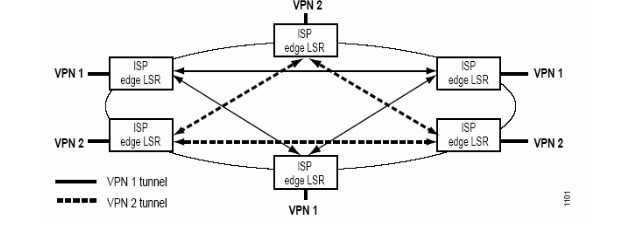 VPN 2
ISP
edge LSR
VPN 1
ISP
edge LSR
ISP
edge LSR
VPN 1
VPN 2
ISP
edge LSR
ISP
edge LSR
VPN 2
ISP
edge LSR
VPN 1
VPN 1 tunnel
VPN 2 tunnel
1101